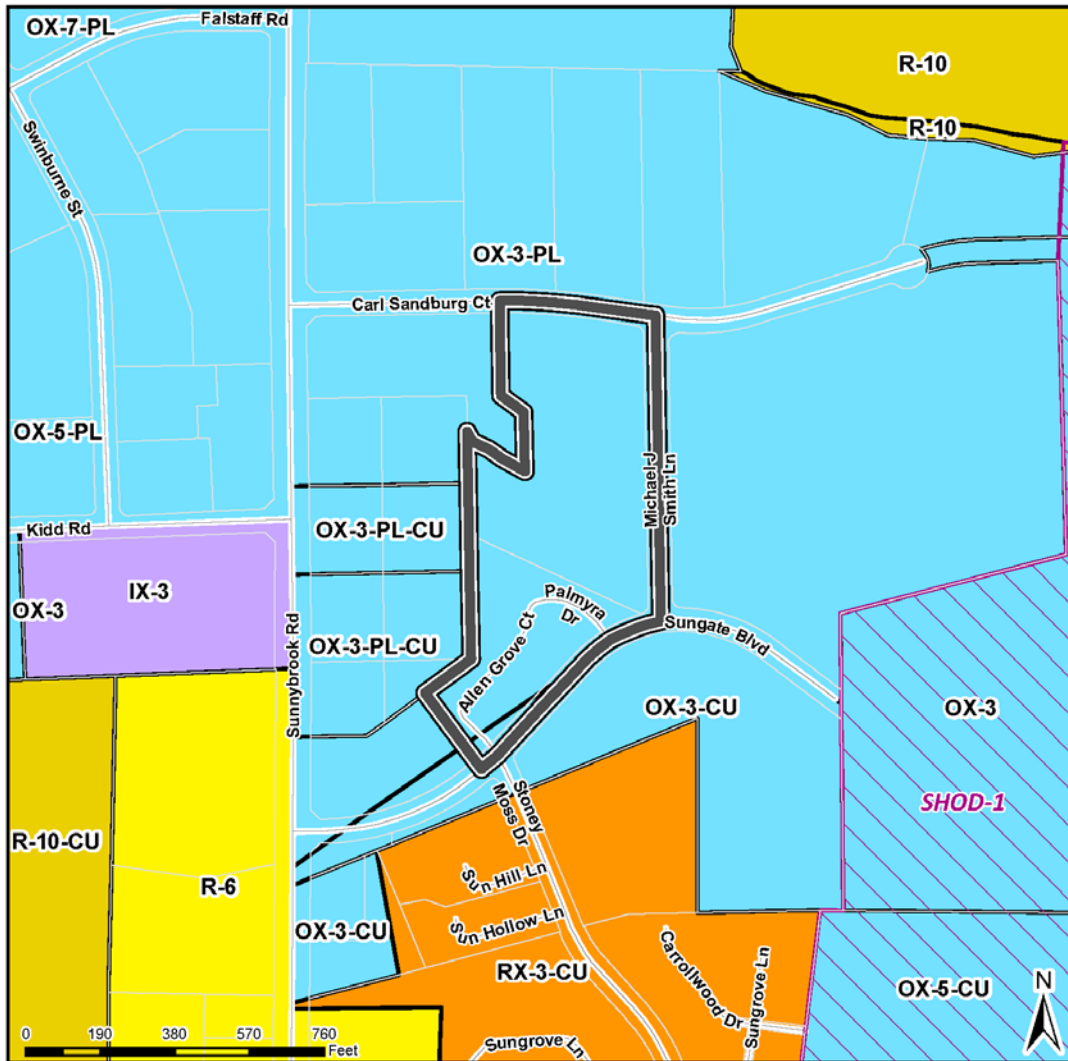 OX-7-PL
Falstaff Rd
R-10
R-10
Swinburne St
OX-3-PL
Carl Sandburg Ct
OX-5-PL
Michael J
Smith Ln
OX-3-PL-CU
Kidd Rd
IX-3
OX-3
Palmyra
Dr
Sungate Blvd
OX-3-PL-CU
Allen Grove Ct
Sunnybrook Rd
OX-3-CU
OX-3
SHOD-1
Stoney
Moss Dr
R-10-CU
R-6
Sun Hill Ln
OX-3-CU
Sun Hollow Ln
RX-3-CU
Carrollwood Dr
Sungrove Ln
OX-5-CU
N
0 190 380 570 760
Feet
Sungrove Ln